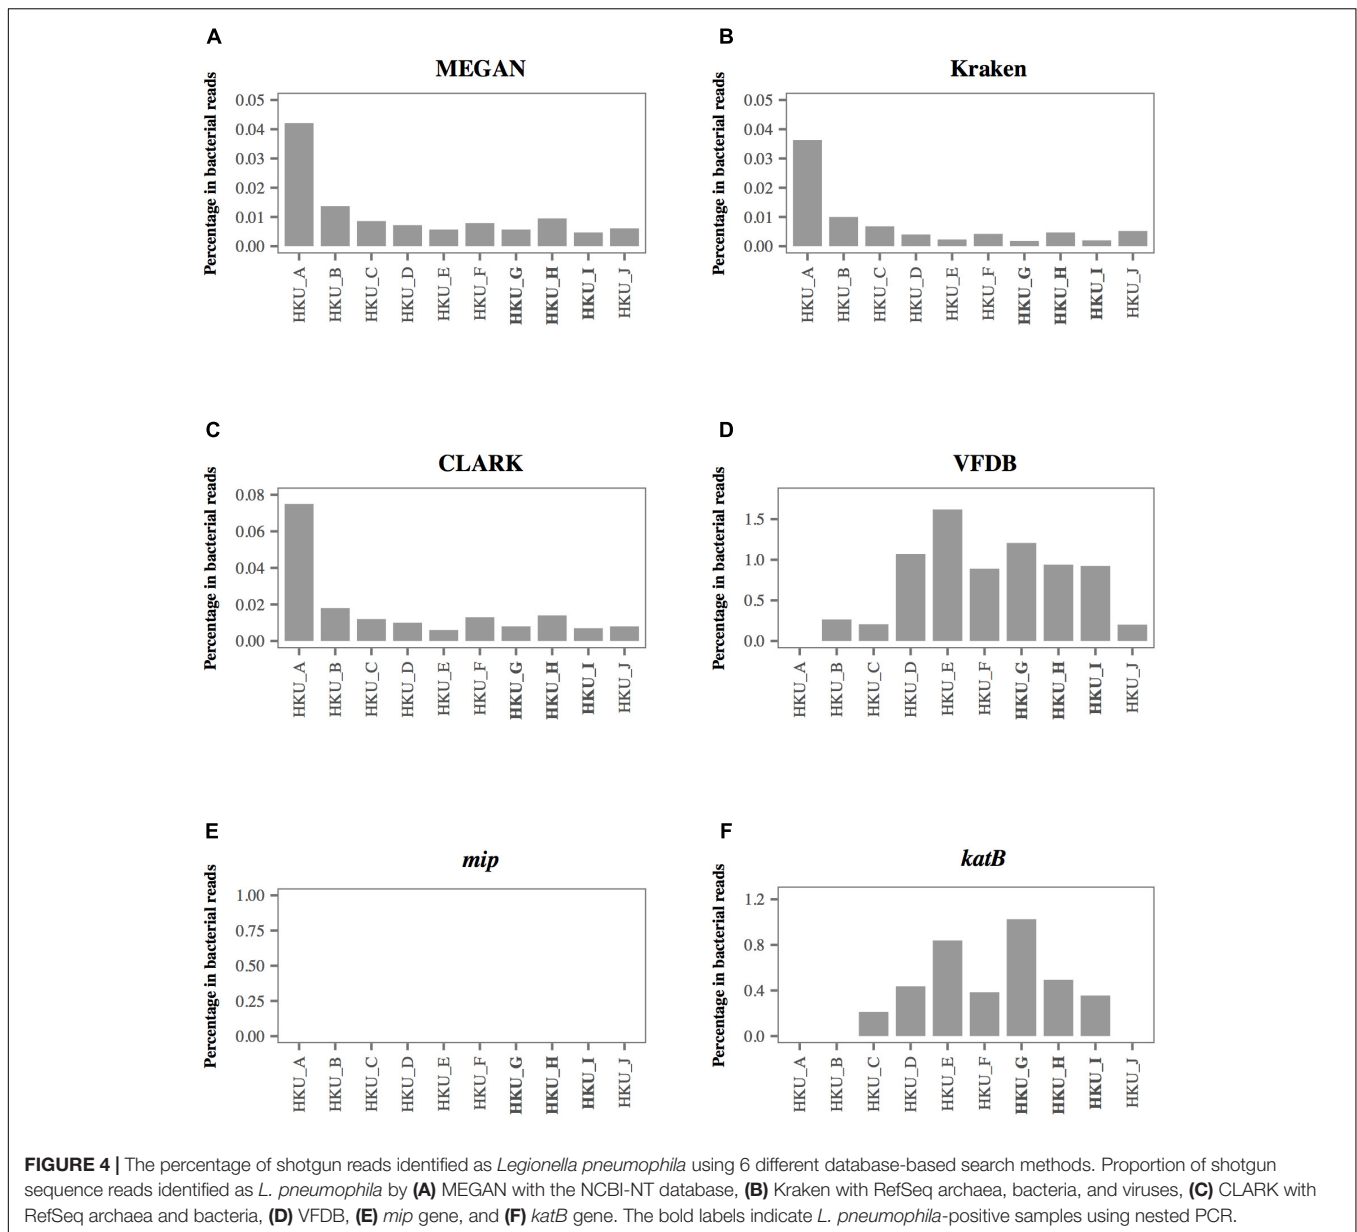 A
MEGAN
Percentage in bacterial reads
0.05
0.04
0.03
0.02
0.01
0.00
HKU_A
HKU_B
HKU_C
HKU_D
HKU_E
HKU_F
HKU_G
HKU_H
HKU_I
HKU_J
B
Kraken
Percentage in bacterial reads
0.05
0.04
0.03
0.02
0.01
0.00
HKU_A
HKU_B
HKU_C
HKU_D
HKU_E
HKU_F
HKU_G
HKU_H
HKU_I
HKU_J
C
CLARK
Percentage in bacterial reads
0.08
0.06
0.04
0.02
0.00
HKU_A
HKU_B
HKU_C
HKU_D
HKU_E
HKU_F
HKU_G
HKU_H
HKU_I
HKU_J
D
VFDB
Percentage in bacterial reads
1.5
1.0
0.5
0.0
HKU_A
HKU_B
HKU_C
HKU_D
HKU_E
HKU_F
HKU_G
HKU_H
HKU_I
HKU_J
E
mip
Percentage in bacterial reads
1.00
0.75
0.50
0.25
0.00
HKU_A
HKU_B
HKU_C
HKU_D
HKU_E
HKU_F
HKU_G
HKU_H
HKU_I
HKU_J
F
katB
Percentage in bacterial reads
1.2
0.8
0.4
0.0
HKU_A
HKU_B
HKU_C
HKU_D
HKU_E
HKU_F
HKU_G
HKU_H
HKU_I
HKU_J
FIGURE 4 | The percentage of shotgun reads identified as Legionella pneumophila using 6 different database-based search methods. Proportion of shotgun
sequence reads identified as L. pneumophila by (A) MEGAN with the NCBI-NT database, (B) Kraken with RefSeq archaea, bacteria, and viruses, (C) CLARK with
RefSeq archaea and bacteria, (D) VFDB, (E) mip gene, and (F) katB gene. The bold labels indicate L. pneumophila-positive samples using nested PCR.